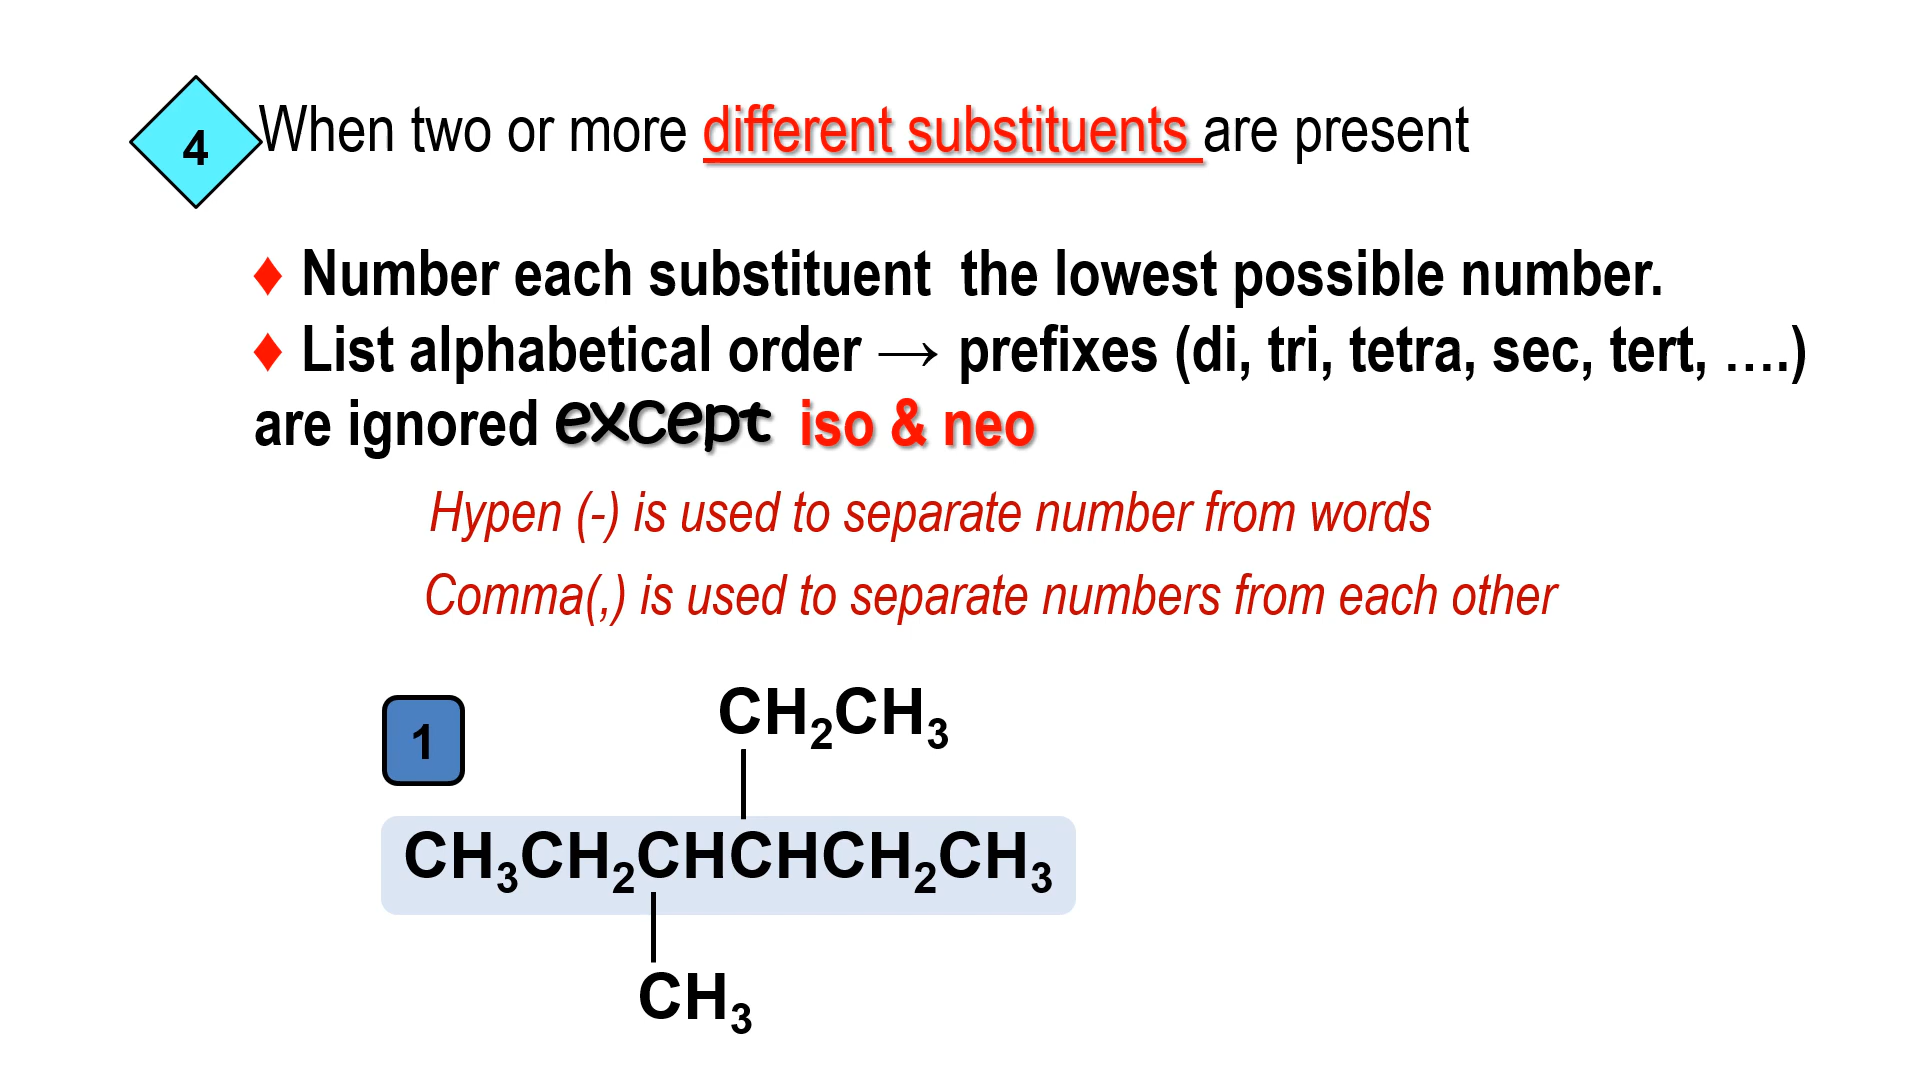 4
When two or more different substituents are present
♦ Number each substituent the lowest possible number.
♦ List alphabetical order → prefixes (di, tri, tetra, sec, tert, ….)
are ignored except iso & neo
Hypen (-) is used to separate number from words
Comma(,) is used to separate numbers from each other
1
CH₂CH₃
CH₃CH₂CHCHCH₂CH₃
CH₃